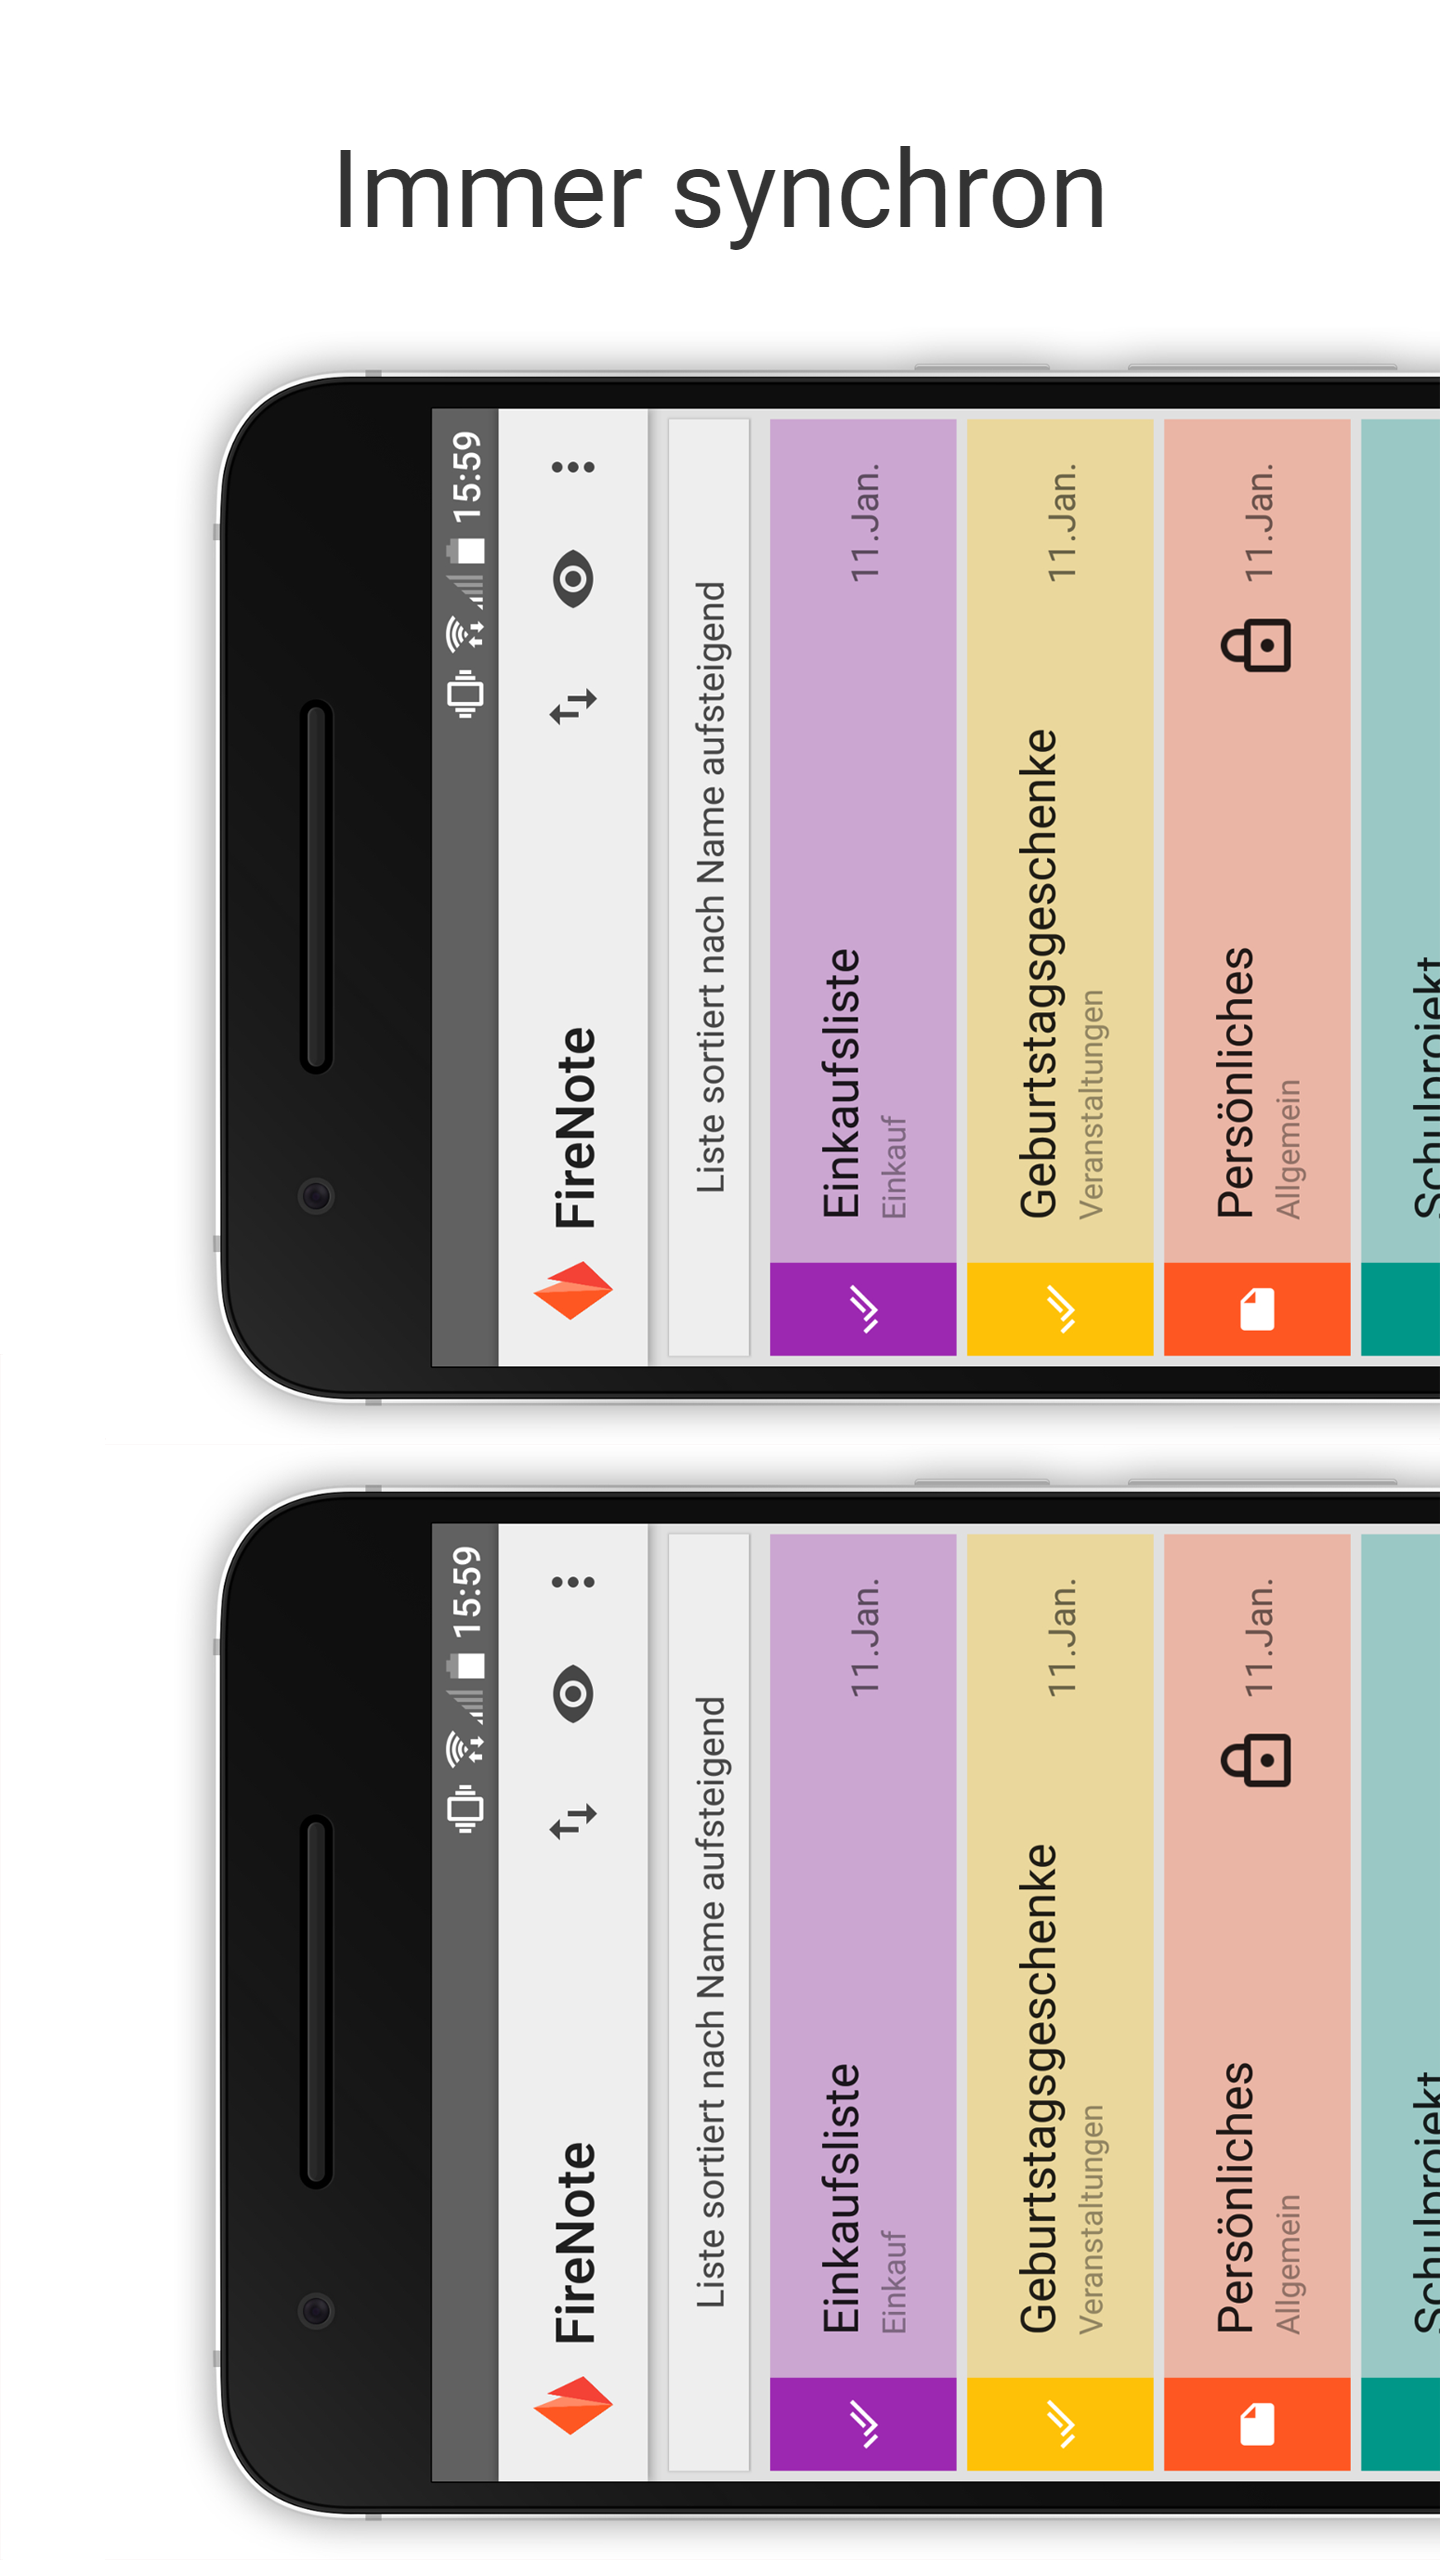 Immer synchron
15:59
FireNote
Liste sortiert nach Name aufsteigend
Einkaufsliste
Einkauf
11.Jan.
Geburtstagsgeschenke
Veranstaltungen
11.Jan.
Persönliches
Allgemein
11.Jan.
Schulprojekt
15:59
FireNote
Liste sortiert nach Name aufsteigend
Einkaufsliste
Einkauf
11.Jan.
Geburtstagsgeschenke
Veranstaltungen
11.Jan.
Persönliches
Allgemein
11.Jan.
Schulprojekt